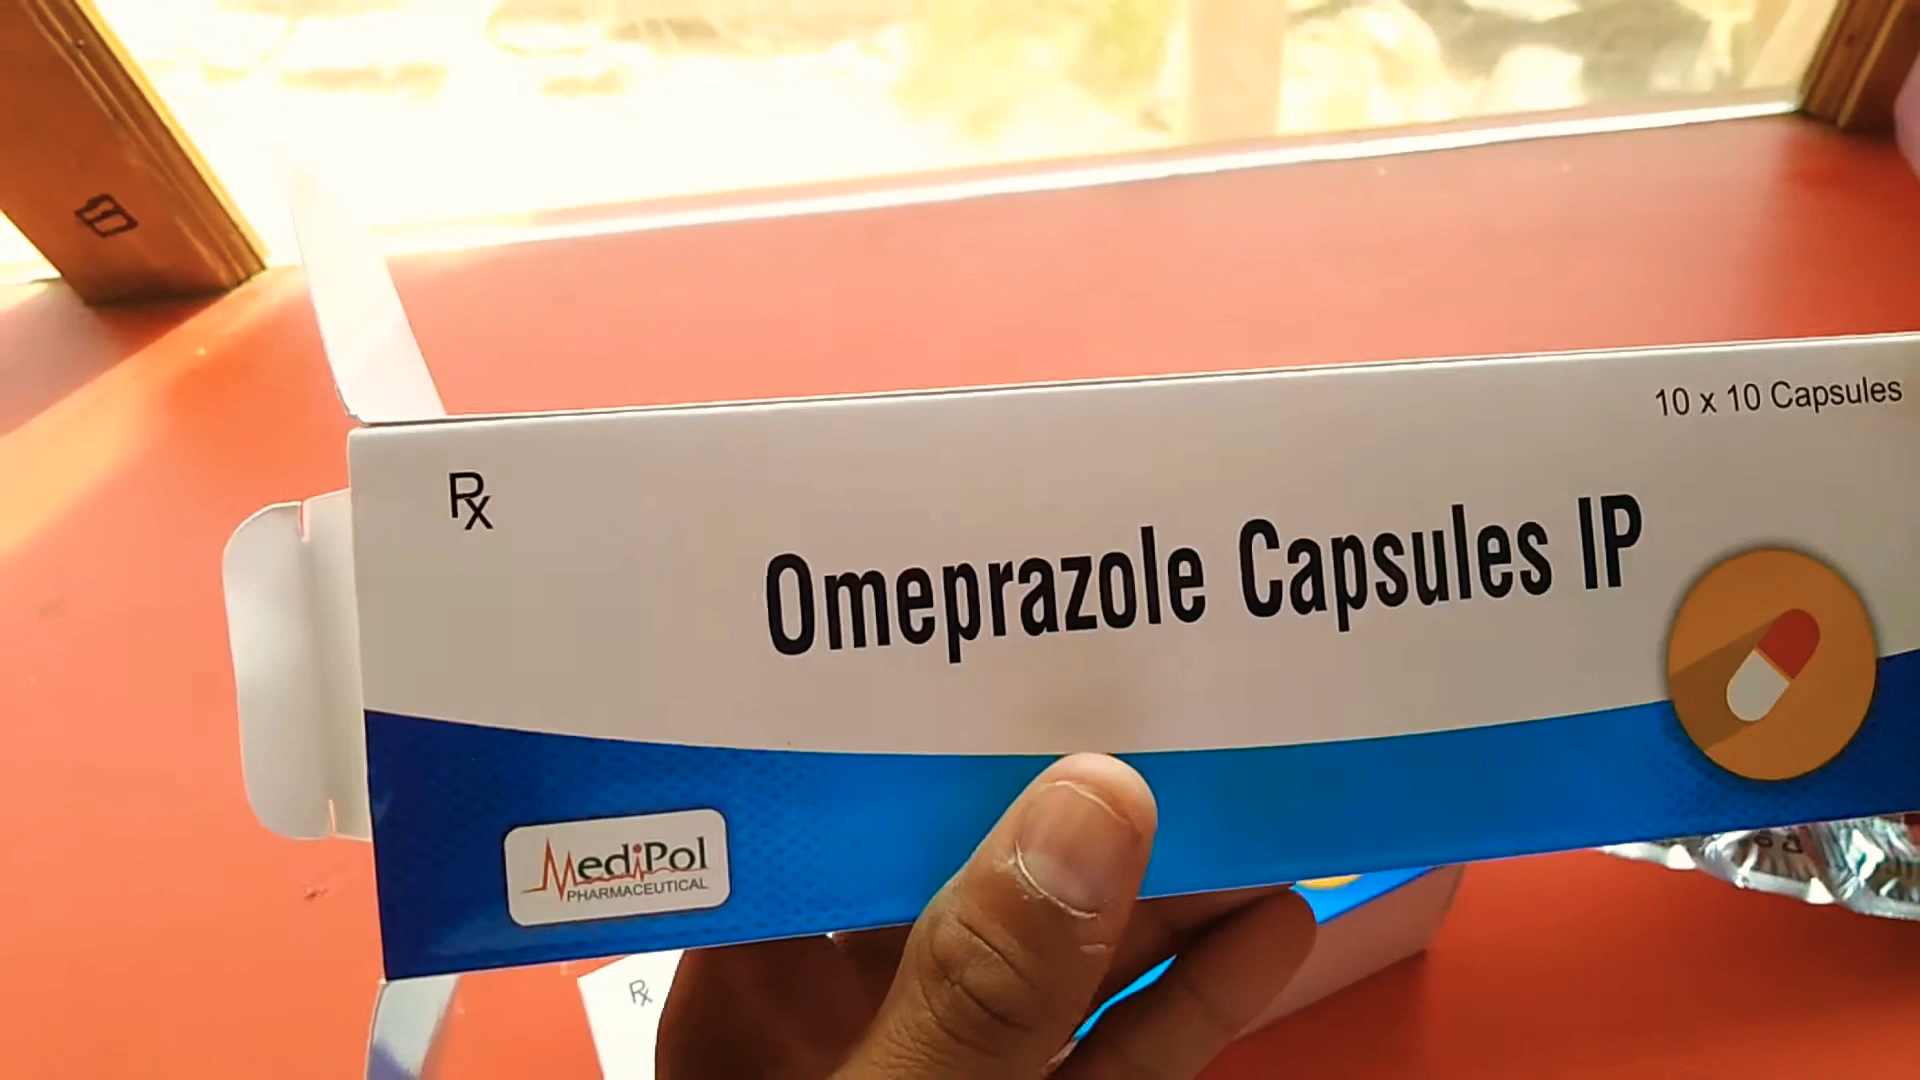 10 x 10 Capsules
Rx
Omeprazole Capsules IP
MediPol
PHARMACEUTICAL
Rx